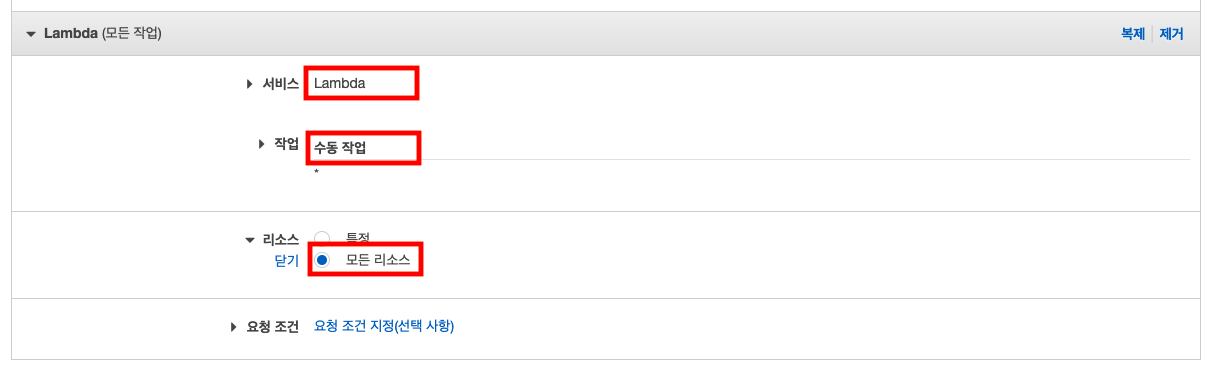 Lambda (모든 작업) 복제 제거
서비스 Lambda
작업 수동 작업
*
리소스 특정
닫기 모든 리소스
요청 조건 요청 조건 지정(선택 사항)